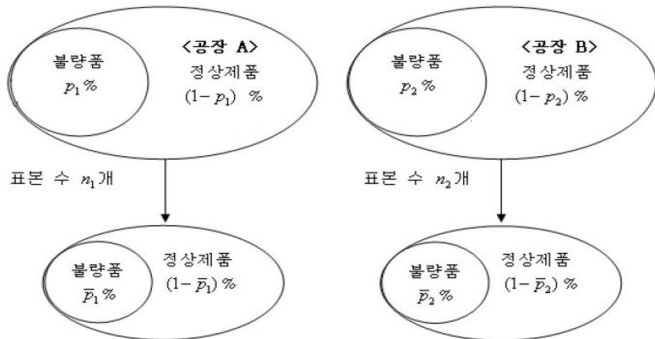 <공장 A>
불량품
정상제품
p₁%
(1-p₁) %
<공장 B>
불량품
정상제품
p₂%
(1-p₂)%
표본 수 n₁개
표본 수 n₂개
불량품
정상제품
p̅₁%
(1-p̅₁)%
불량품
정상제품
p̅₂%
(1-p̅₂)%